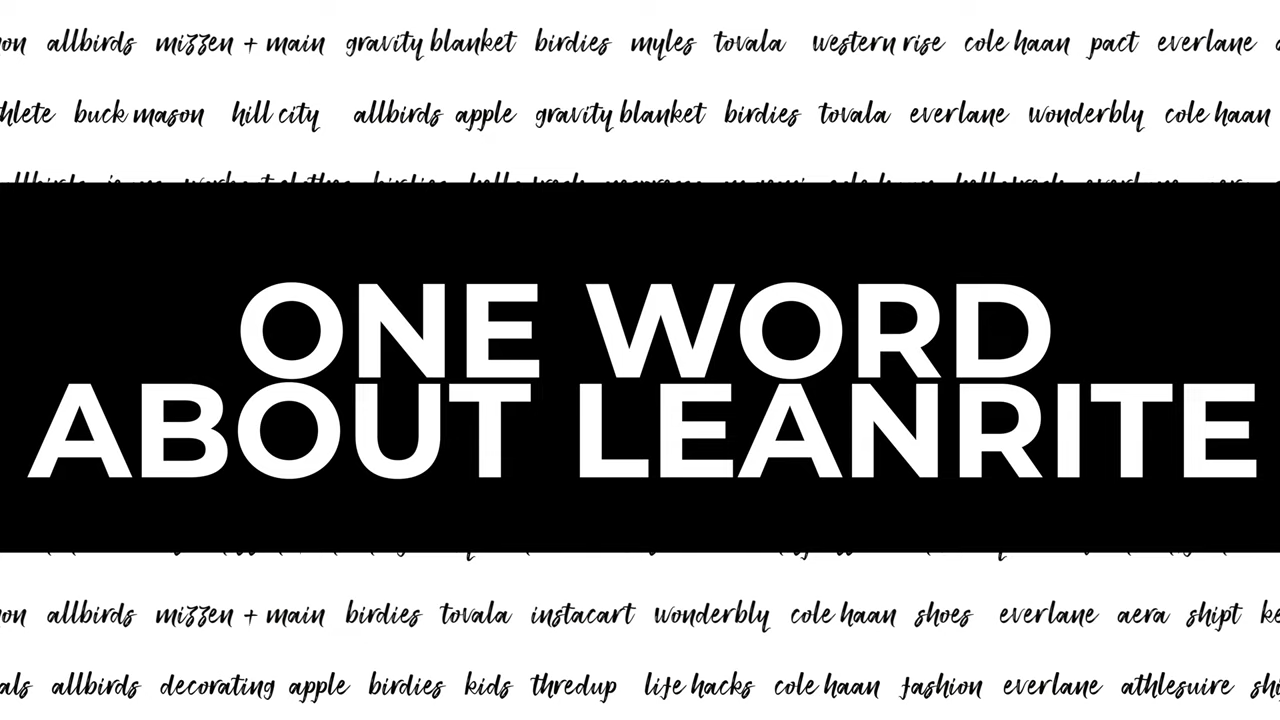 allbirds mizzen + main gravity blanket birdies myles tovala western rise cole haan pact everlane
buck mason hill city allbirds apple gravity blanket birdies tovala everlane wonderbly cole haan
ONE WORD
ABOUT LEANRITE
allbirds mizzen + main birdies tovala instacart wonderbly cole haan shoes everlane aera shipt
allbirds decorating apple birdies kids thredup life hacks cole haan fashion everlane athlesuire